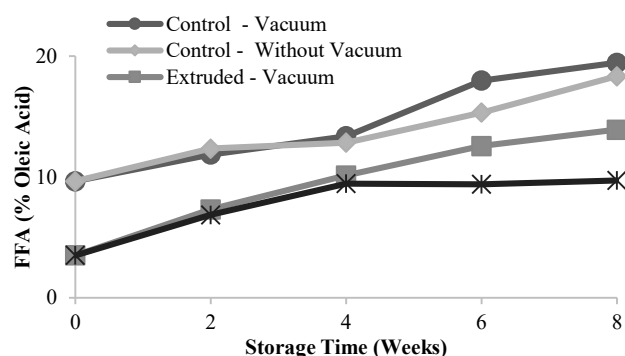 Control - Vacuum
Control - Without Vacuum
Extruded - Vacuum
20
10
0
FFA (% Oleic Acid)
0 2 4 6 8
Storage Time (Weeks)